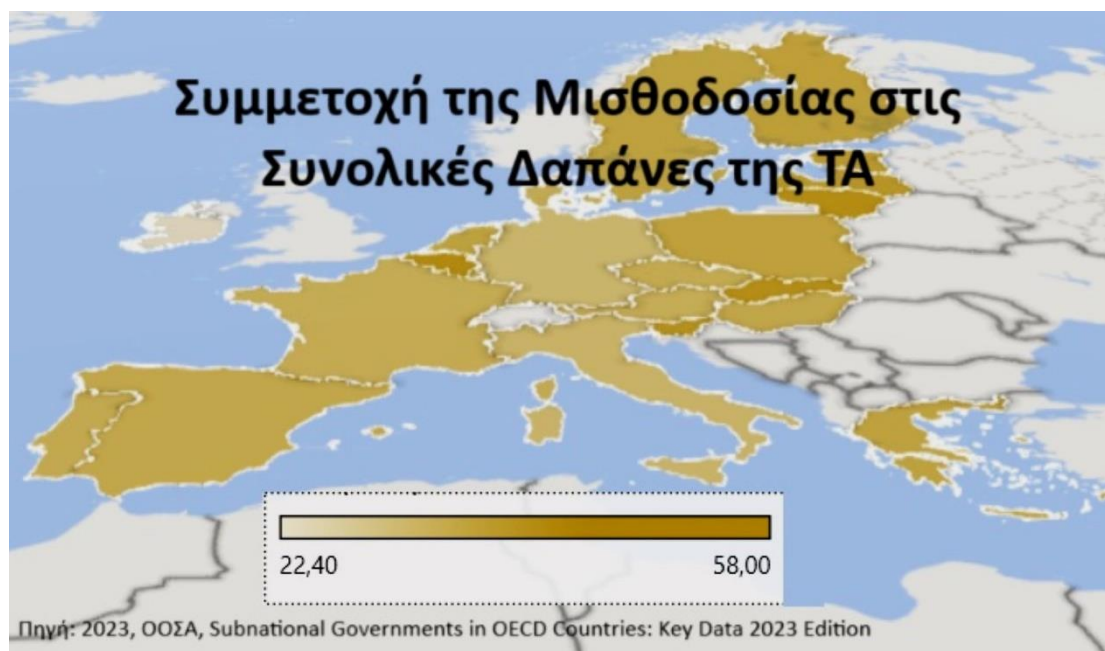 Συμμετοχή της Μισθοδοσίας στις
Συνολικές Δαπάνες της ΤΑ
22,40 58,00
Πηγή: 2023, ΟΟΣΑ, Subnational Governments in OECD Countries: Key Data 2023 Edition